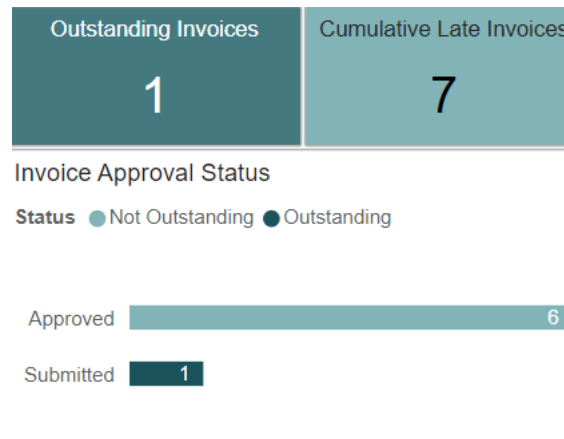 Outstanding Invoices
Cumulative Late Invoices
1
7
Invoice Approval Status
Status Not Outstanding Outstanding
Approved 6
Submitted 1